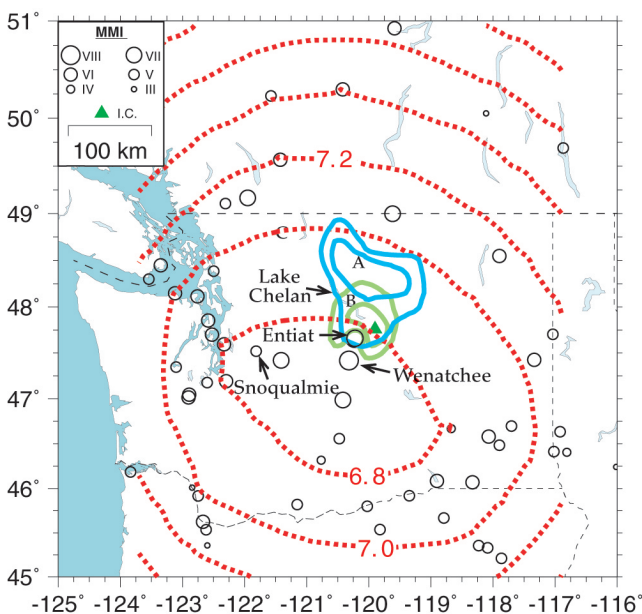 51°
MMI
VIII VII
VI V
IV III
I.C.
100 km
50°
7.2
49°
A
Lake
Chelan
B
48°
Entiat
Snoqualmie
Wenatchee
47°
6.8
46°
7.0
45°
-125 -124 -123 -122 -121 -120 -119 -118 -117 -116